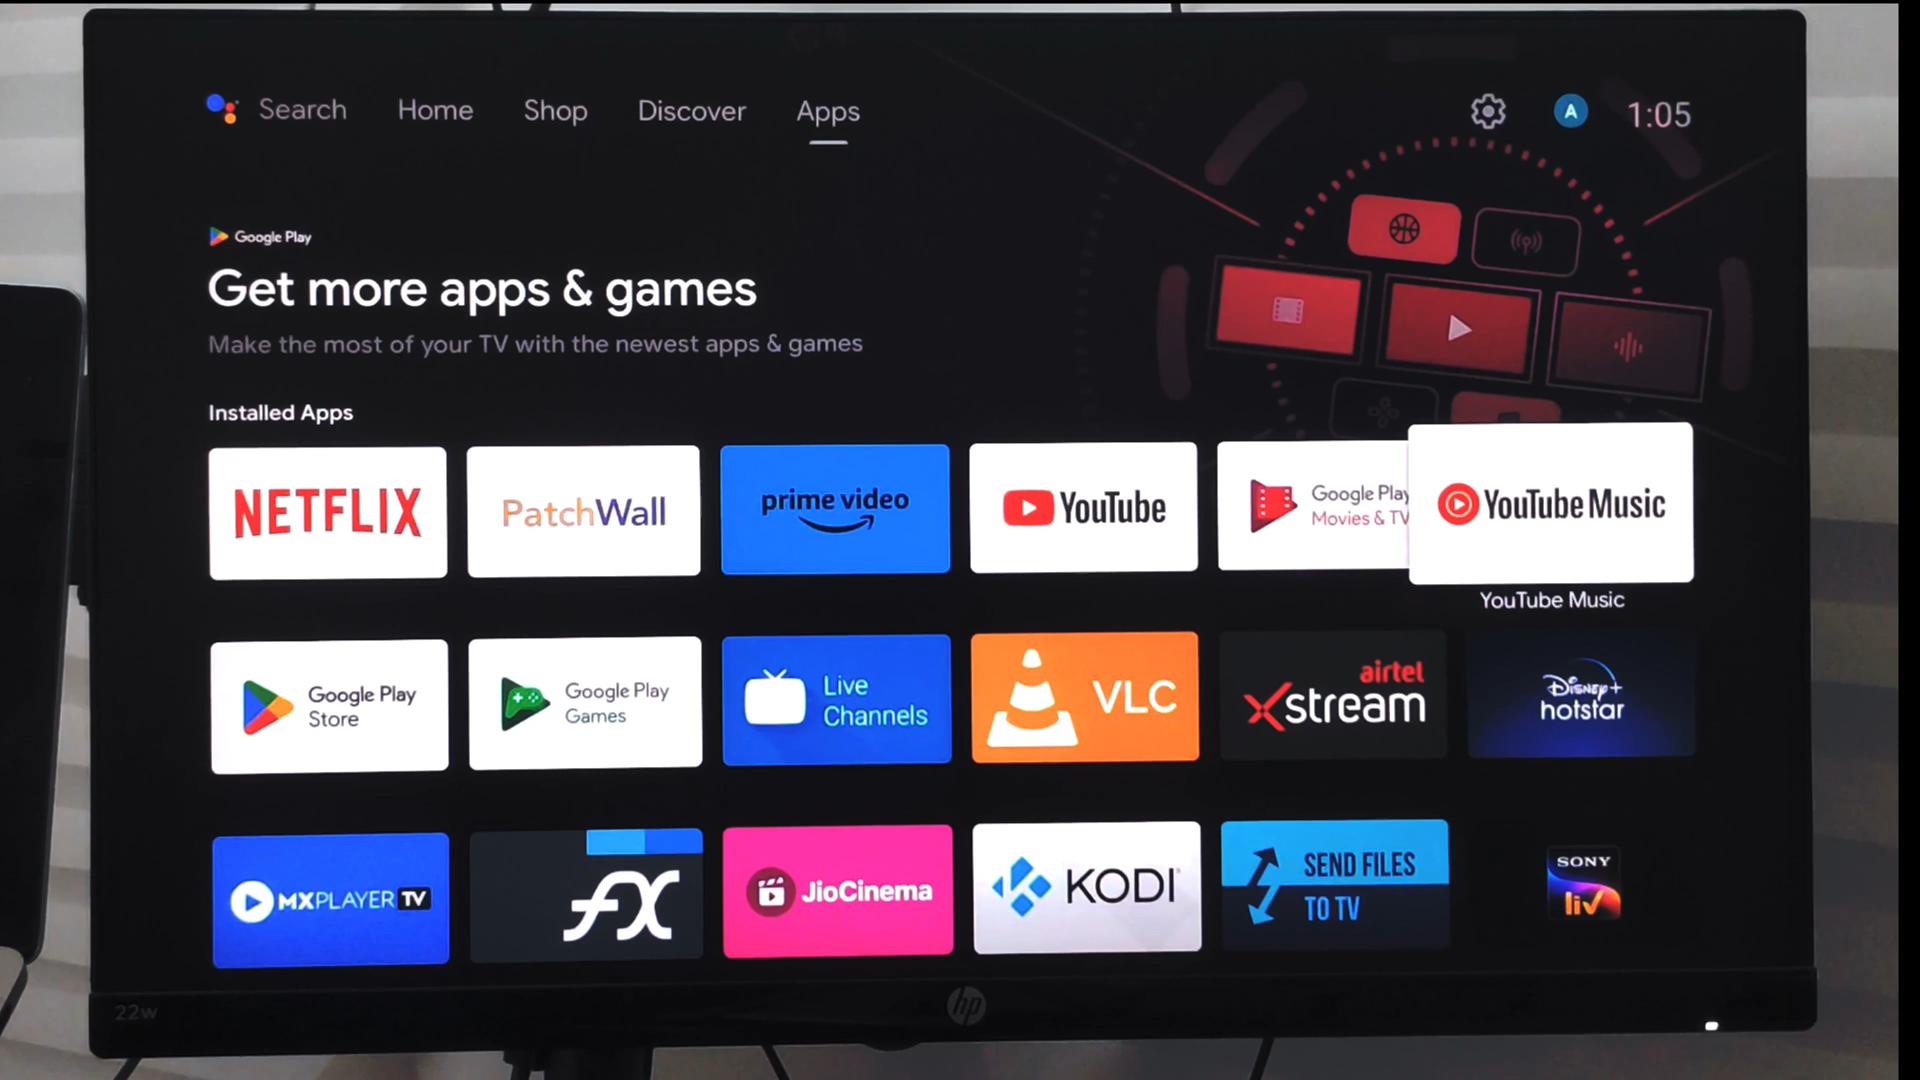 Search Home Shop Discover Apps
A 1:05
Google Play
Get more apps & games
Make the most of your TV with the newest apps & games
Installed Apps
NETFLIX
PatchWall
prime video
YouTube
Google Play
Movies & TV
YouTube Music
YouTube Music
Google Play
Store
Google Play
Games
Live
Channels
VLC
airtel
xstream
Disney+
hotstar
MXPLAYER TV
fX
JioCinema
KODI
SEND FILES
TO TV
SONY
liv
22w
hp